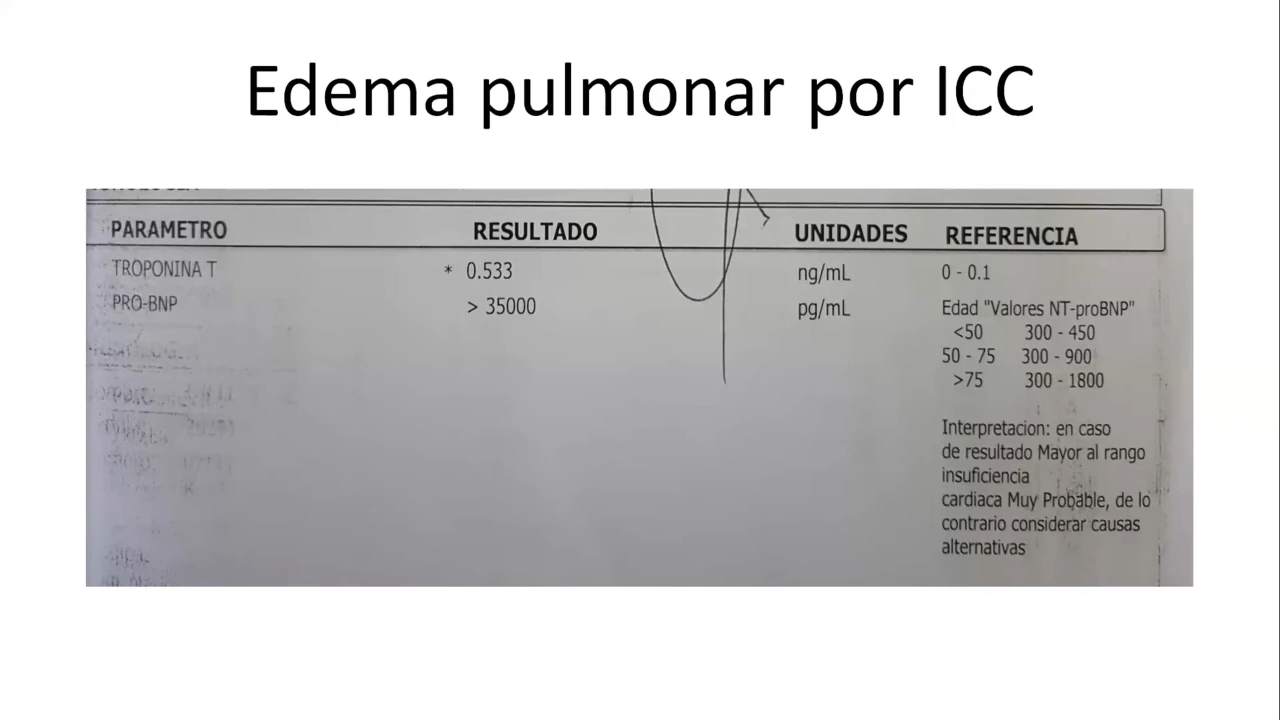 Edema pulmonar por ICC
PARAMETRO RESULTADO UNIDADES REFERENCIA
TROPONINA T * 0.533 ng/mL 0 - 0.1
PRO-BNP > 35000 pg/mL Edad "Valores NT-proBNP"
<50 300 - 450
50 - 75 300 - 900
>75 300 - 1800
Interpretacion: en caso
de resultado Mayor al rango
insuficiencia
cardiaca Muy Probable, de lo
contrario considerar causas
alternativas